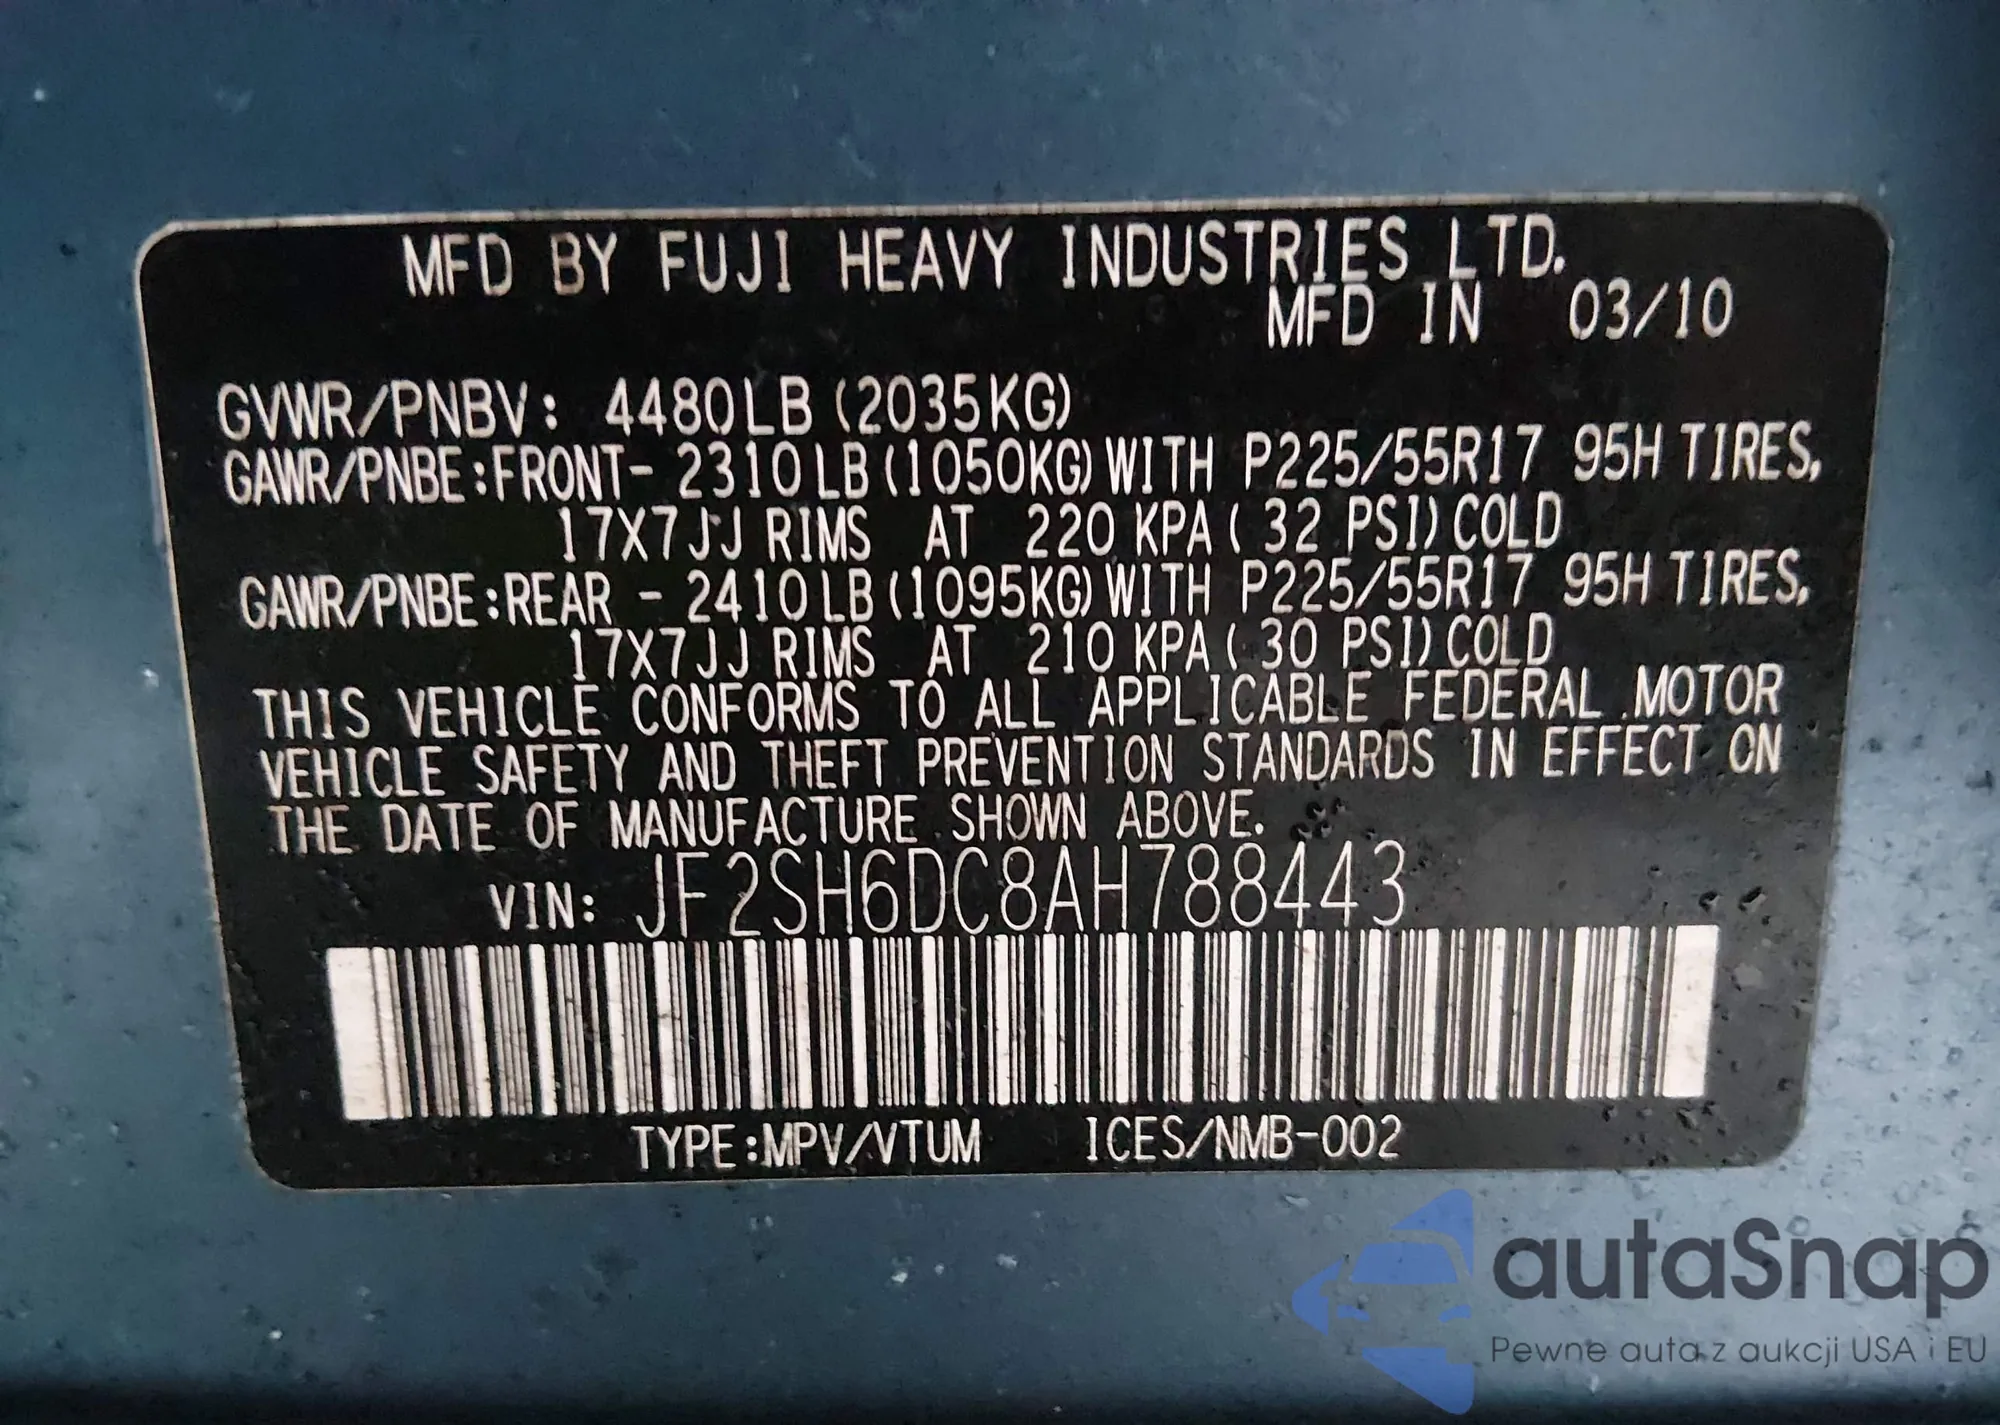 MFD BY FUJI HEAVY INDUSTRIES LTD.
MFD IN 03/10
GVWR/PNBV: 4480LB (2035KG)
GAWR/PNBE:FRONT- 2310LB (1050KG) WITH P225/55R17 95H TIRES,
17X7JJ RIMS AT 220 KPA ( 32 PSI) COLD
GAWR/PNBE:REAR - 2410LB (1095KG) WITH P225/55R17 95H TIRES,
17X7JJ RIMS AT 210 KPA ( 30 PSI) COLD
THIS VEHICLE CONFORMS TO ALL APPLICABLE FEDERAL MOTOR
VEHICLE SAFETY AND THEFT PREVENTION STANDARDS IN EFFECT ON
THE DATE OF MANUFACTURE SHOWN ABOVE.
VIN: JF2SH6DC8AH788443
TYPE:MPV/VTUM ICES/NMB-002
autaSnap
Pewne auta z aukcji USA i EU